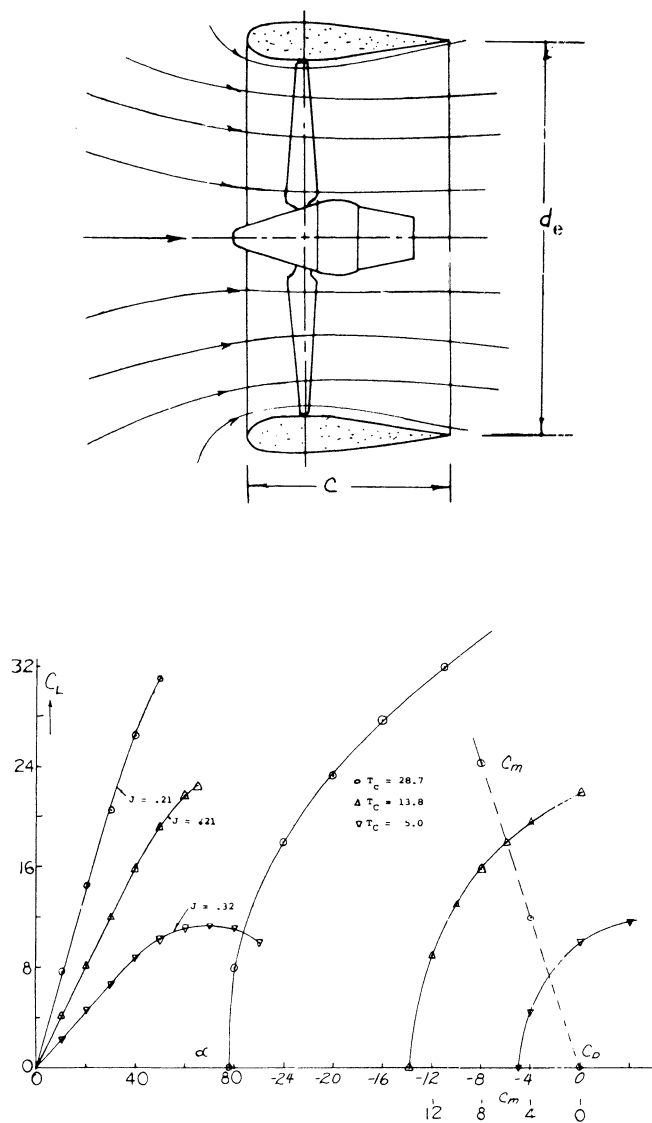 d_e
C
32
C_L
24
16
8
0
J = .21
J = .621
J = .32
o T_C = 28.7
△ T_C = 13.8
▽ T_C = 5.0
C_m
α
C_D
0 40 80 -24 -20 -16 -12 -8 -4 0
C_m
12 8 4 0